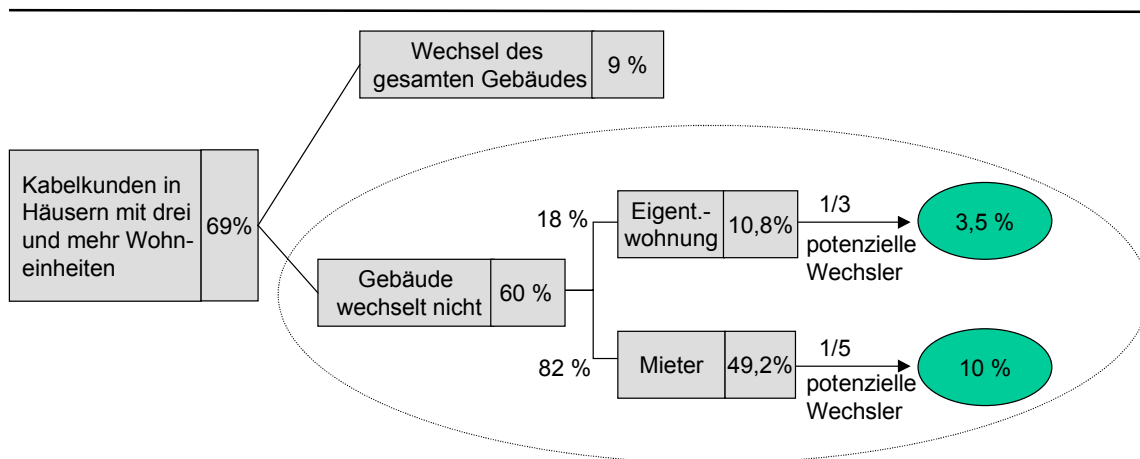 Wechsel des
gesamten Gebäudes
9 %
Kabelkunden in
Häusern mit drei
und mehr Wohn-
einheiten
69%
Gebäude
wechselt nicht
60 %
18 %
Eigent.-
wohnung
10,8%
1/3
potenzielle
Wechsler
3,5 %
82 %
Mieter
49,2%
1/5
potenzielle
Wechsler
10 %